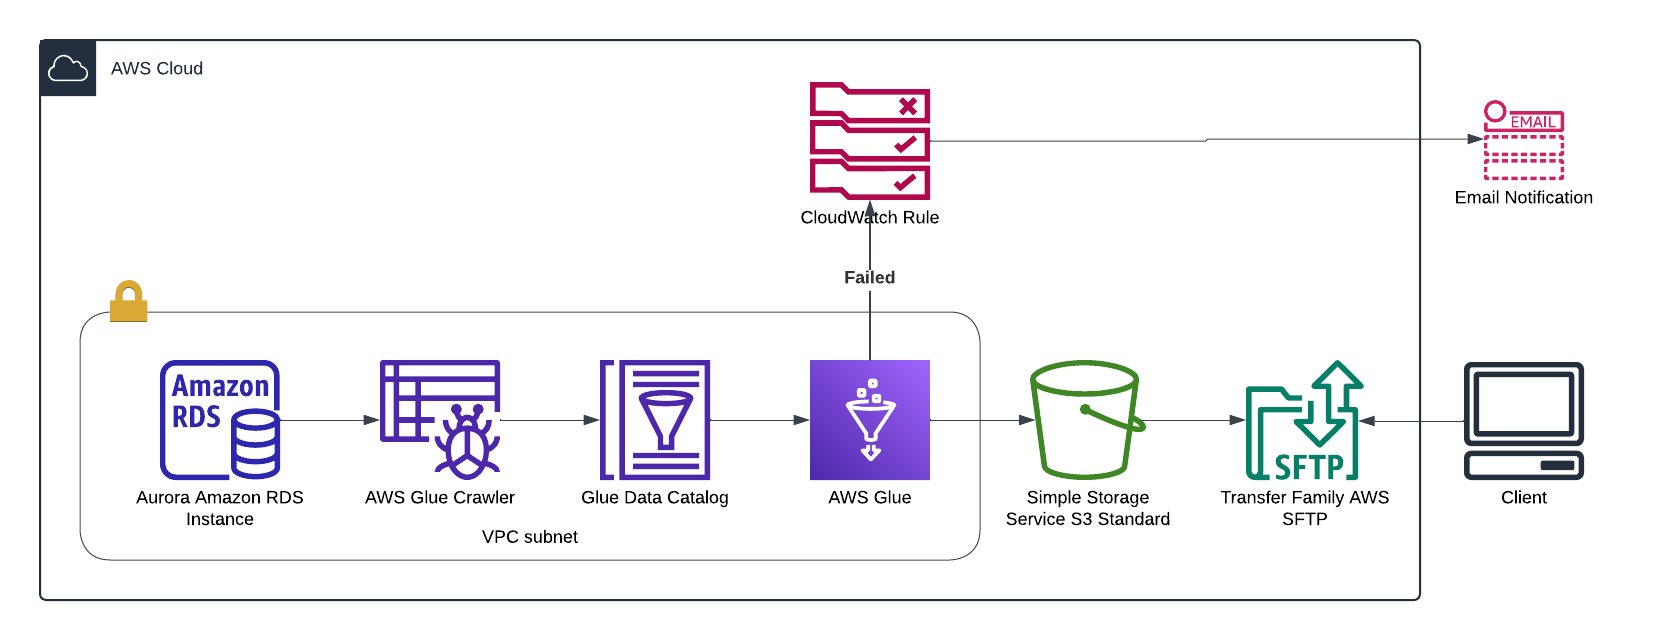 AWS Cloud
EMAIL
Email Notification
CloudWatch Rule
Failed
Amazon
RDS
SFTP
Aurora Amazon RDS
Instance
AWS Glue Crawler
Glue Data Catalog
AWS Glue
Simple Storage
Service S3 Standard
Transfer Family AWS
SFTP
Client
VPC subnet